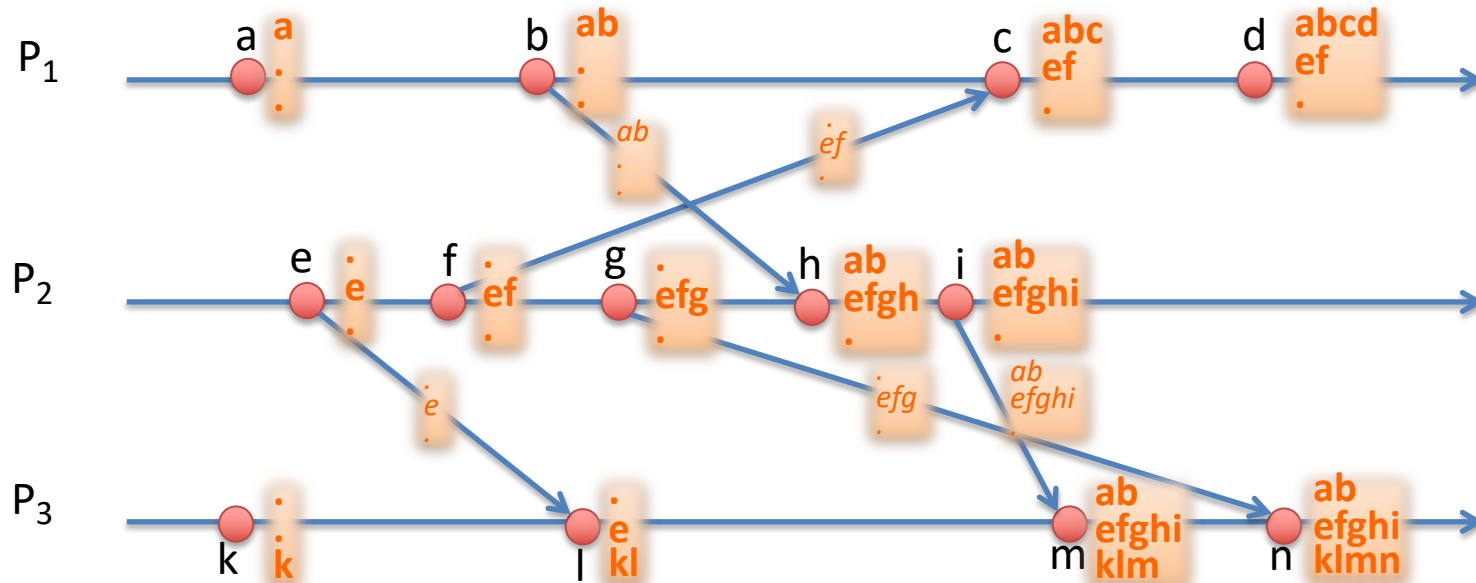 P1
a
a
.
.
b
ab
.
.
c
abc
ef
.
d
abcd
ef
.
ab
.
.
.
ef
.
P2
e
.
e
.
f
.
ef
.
g
.
efg
.
h
ab
efgh
.
i
ab
efghi
.
.
e
.
.
efg
.
ab
efghi
.
P3
k
.
.
k
l
.
e
kl
m
ab
efghi
klm
n
ab
efghi
klmn